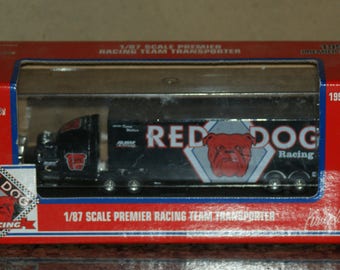 1/87 SCALE PREMIER
RACING TEAM TRANSPORTER
199
RED DOG
Racing
DOG
RACING
1/87 SCALE PREMIER RACING TEAM TRANSPORTER